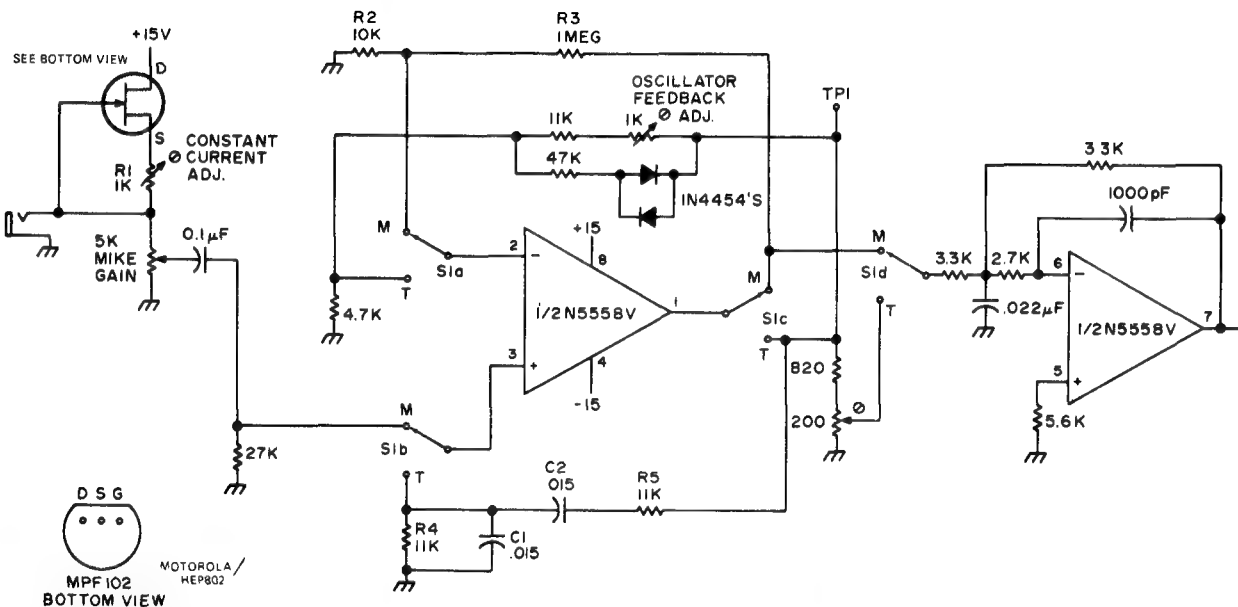 +15V
SEE BOTTOM VIEW
D
S
R1
1K
CONSTANT
CURRENT
ADJ.
5K
MIKE
GAIN
0.1µF
27K
D S G
MPF102
BOTTOM VIEW
MOTOROLA/
HEP802
R2
10K
R3
1MEG
OSCILLATOR
FEEDBACK
ADJ.
11K
1K
47K
1N4454'S
TP1
M
S1a
T
4.7K
2
-
+15
8
1/2N5558V
1
3
+
4
-15
M
S1b
T
R4
11K
C1
.015
C2
.015
R5
11K
M
S1c
T
820
200
M
S1d
T
3.3K
2.7K
.022µF
3.3K
1000pF
6
-
1/2N5558V
7
5
+
5.6K